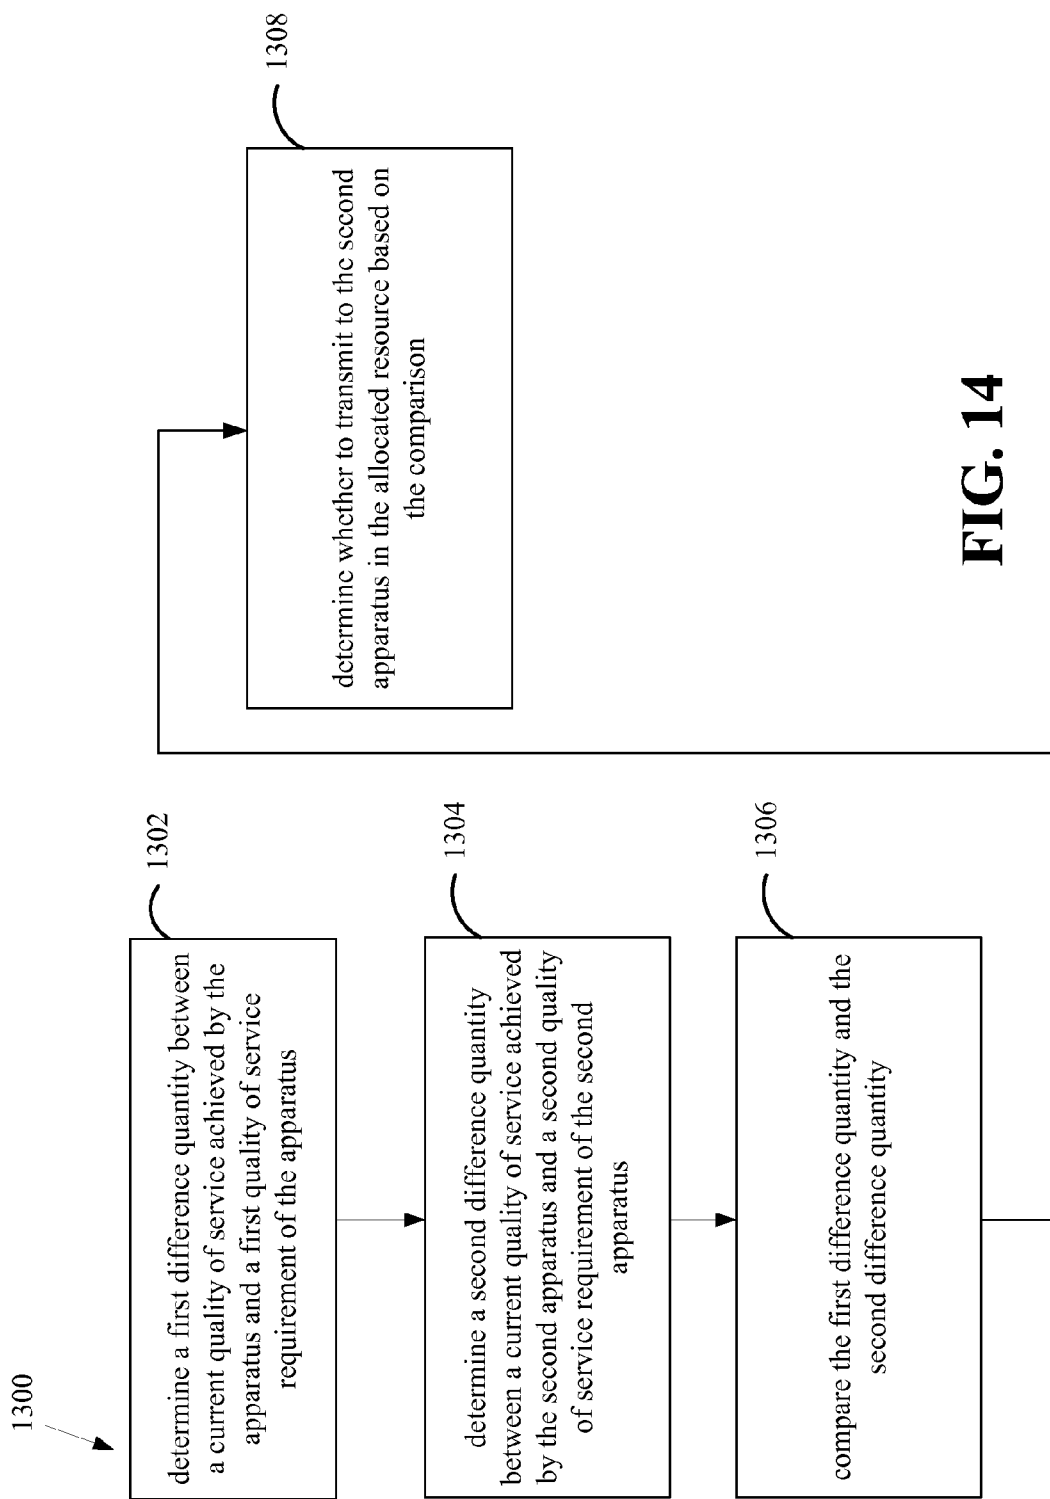 1300
1302
determine a first difference quantity between
a current quality of service achieved by the
apparatus and a first quality of service
requirement of the apparatus
1304
determine a second difference quantity
between a current quality of service achieved
by the second apparatus and a second quality
of service requirement of the second
apparatus
1306
compare the first difference quantity and the
second difference quantity
1308
determine whether to transmit to the second
apparatus in the allocated resource based on
the comparison
FIG. 14